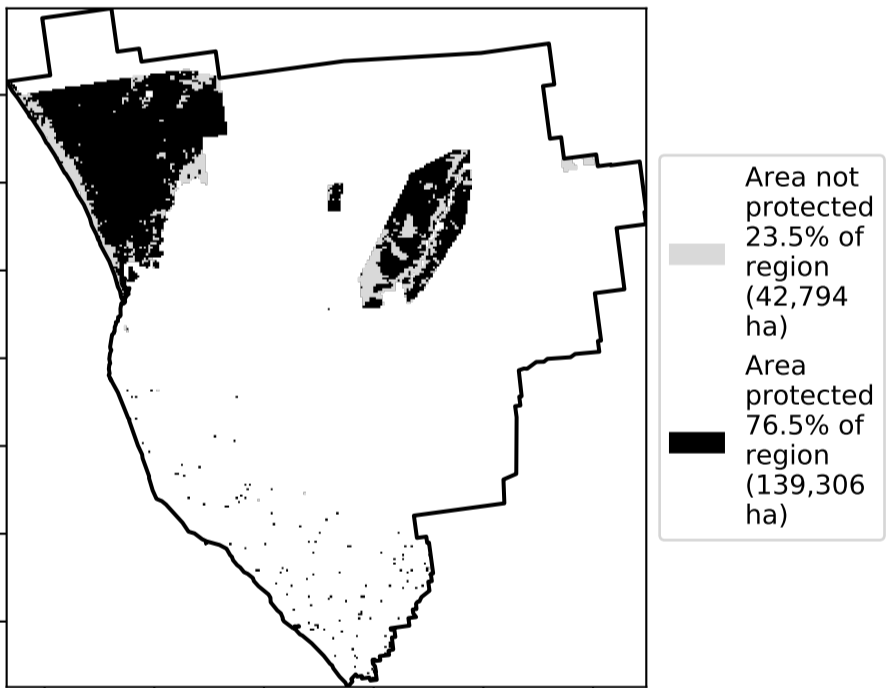 Area not
protected
23.5% of
region
(42,794
ha)
Area
protected
76.5% of
region
(139,306
ha)